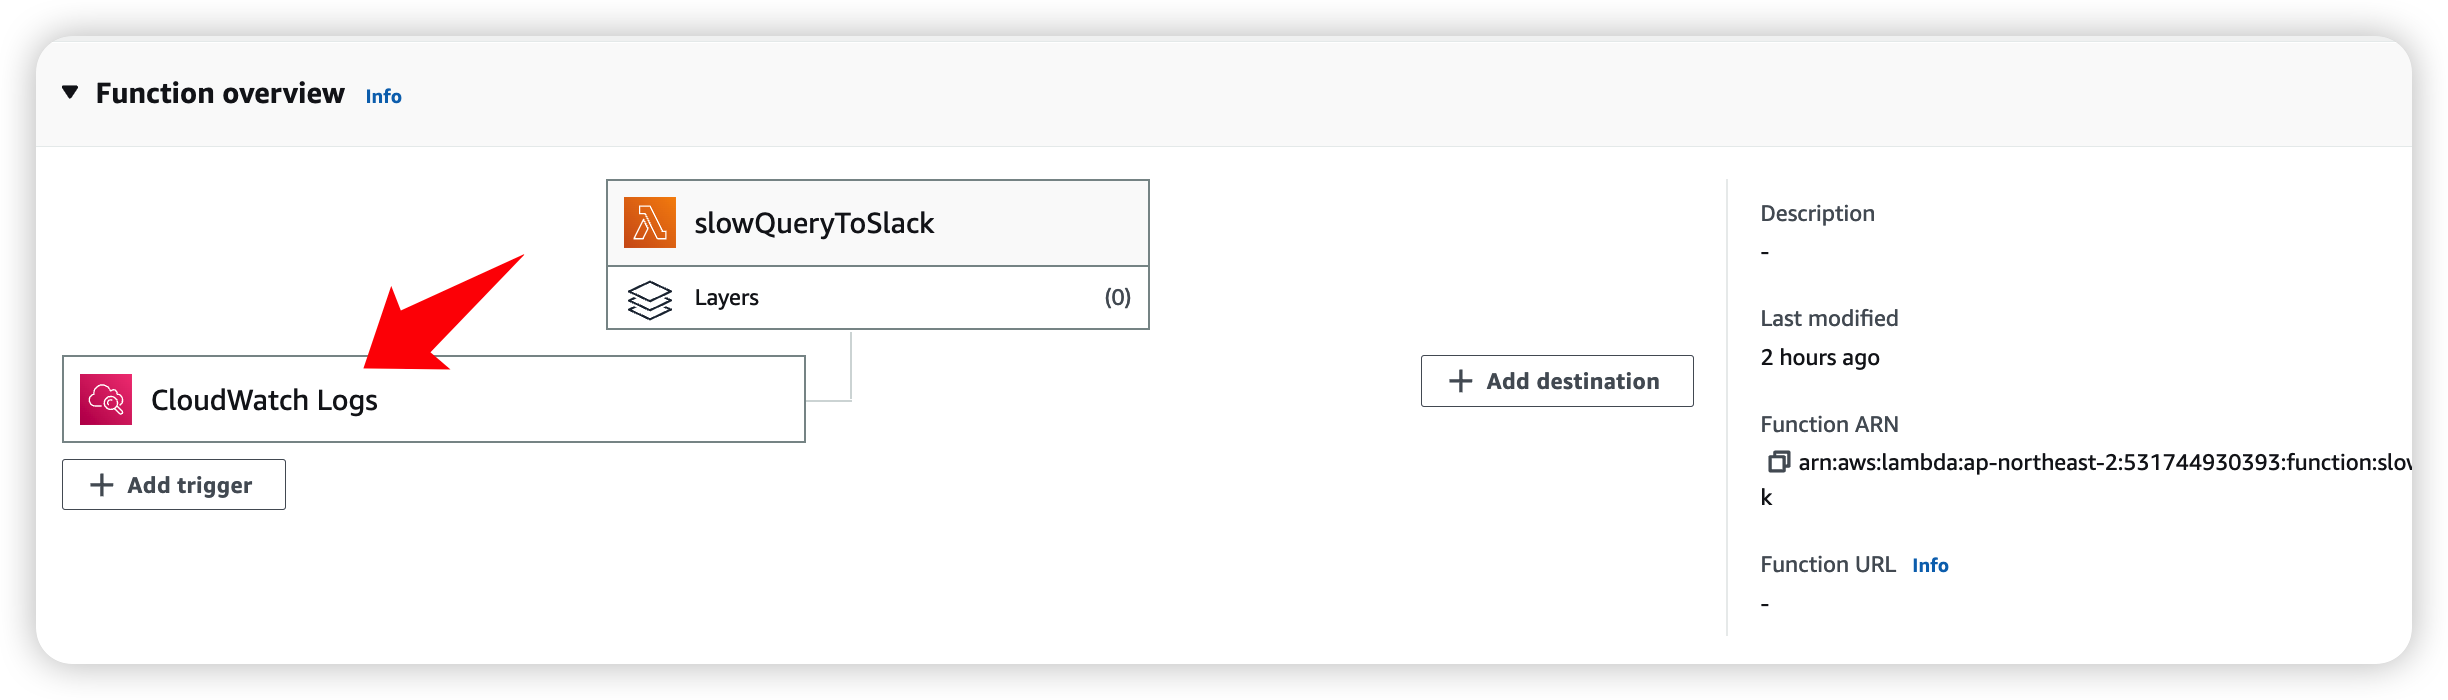 Function overview Info
slowQueryToSlack
Layers (0)
CloudWatch Logs
+ Add trigger
+ Add destination
Description
-
Last modified
2 hours ago
Function ARN
arn:aws:lambda:ap-northeast-2:531744930393:function:slow
k
Function URL Info
-